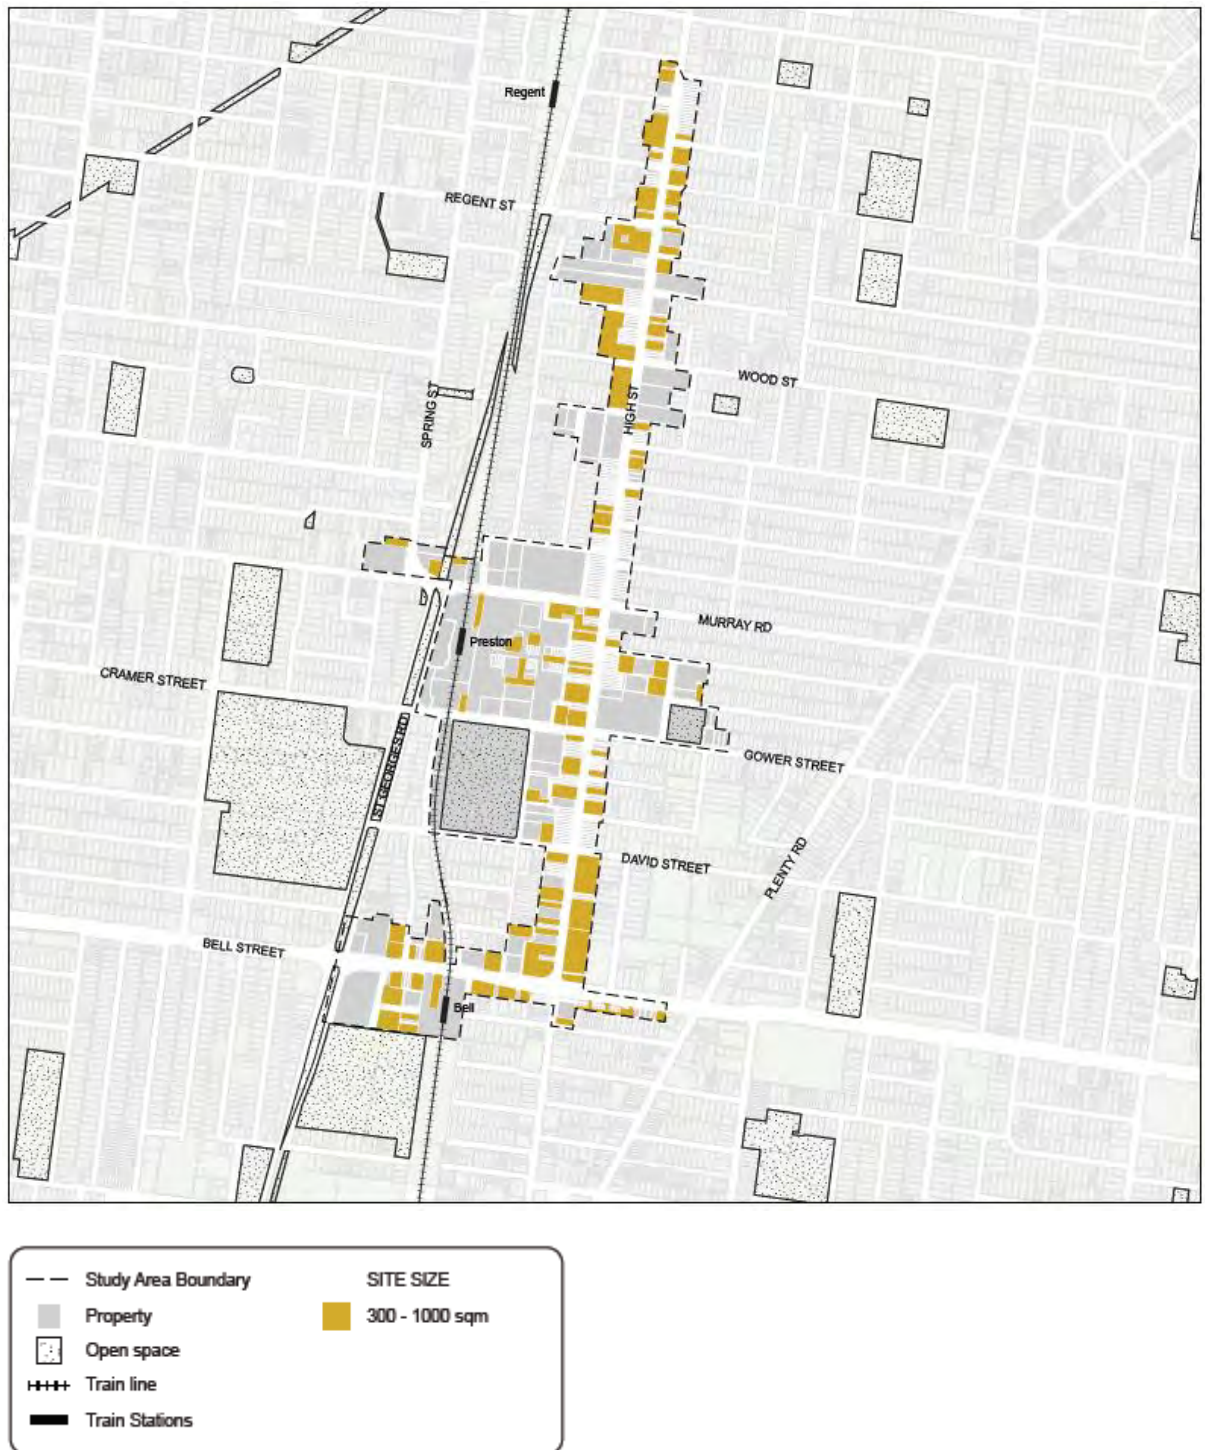 Regent
REGENT ST
WOOD ST
SPRING ST
HIGH ST
MURRAY RD
Preston
CRAMER STREET
GOWER STREET
ST GEORGES RD
DAVID STREET
PLENTY RD
BELL STREET
Bell
Study Area Boundary
SITE SIZE
Property
300 - 1000 sqm
Open space
Train line
Train Stations